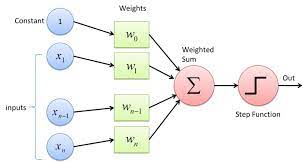 Weights
Constant
1
w₀
Weighted
Sum
x₁
w₁
inputs
∑
Out
xₙ₋₁
wₙ₋₁
Step Function
xₙ
wₙ